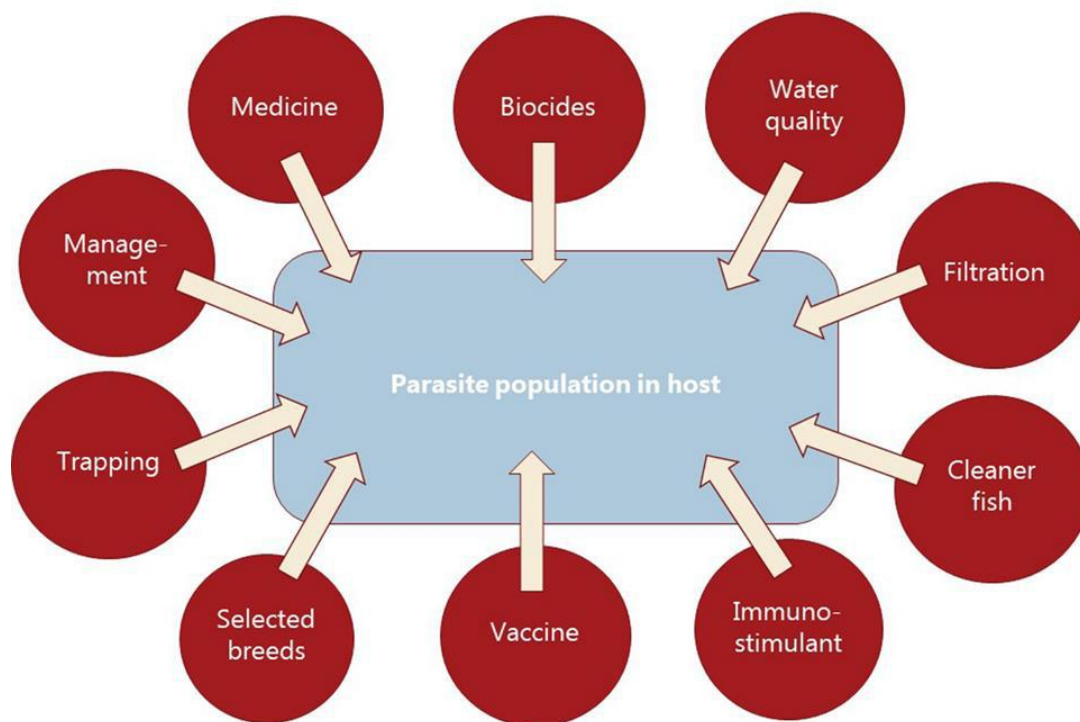 Medicine
Biocides
Water
quality
Manage-
ment
Filtration
Parasite population in host
Trapping
Cleaner
fish
Selected
breeds
Vaccine
Immuno-
stimulant